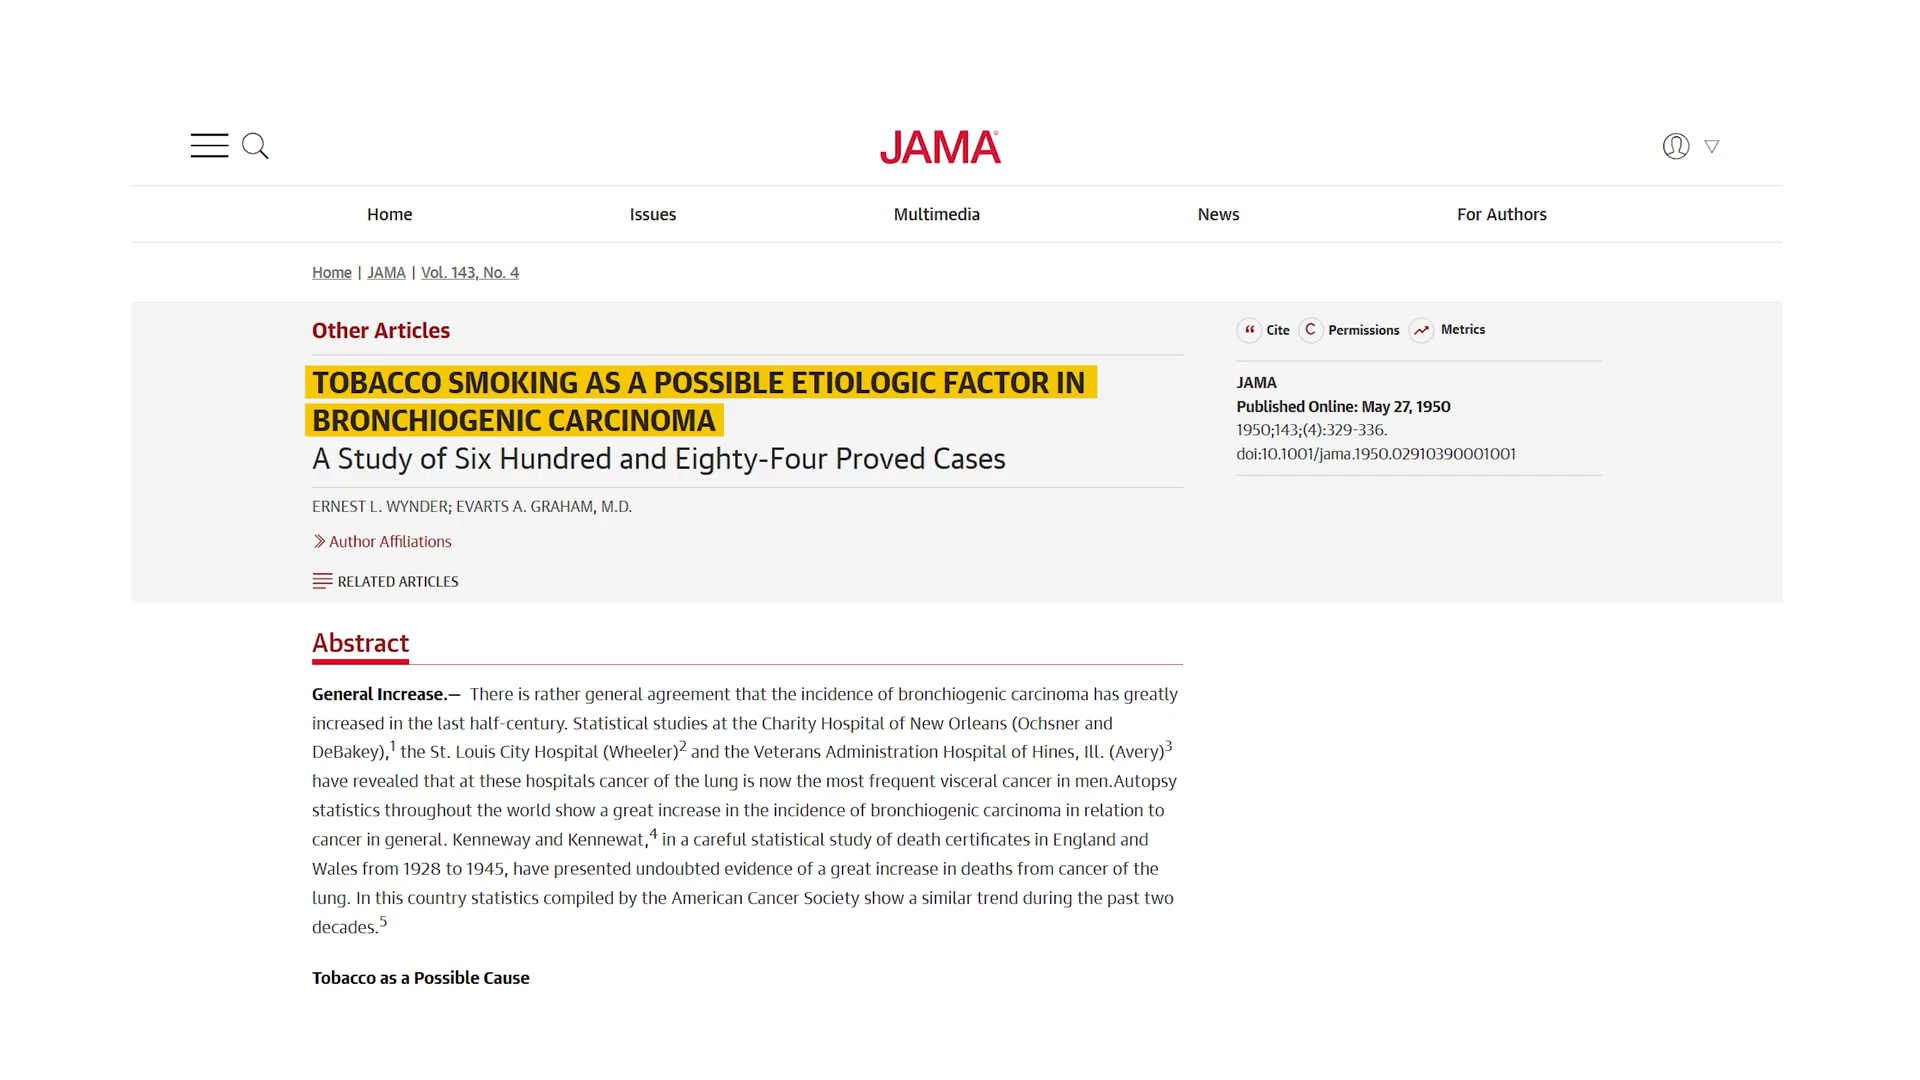 JAMA
Home Issues Multimedia News For Authors
Home | JAMA | Vol. 143, No. 4
Other Articles
TOBACCO SMOKING AS A POSSIBLE ETIOLOGIC FACTOR IN
BRONCHIOGENIC CARCINOMA
A Study of Six Hundred and Eighty-Four Proved Cases
ERNEST L. WYNDER; EVARTS A. GRAHAM, M.D.
Author Affiliations
RELATED ARTICLES
Cite Permissions Metrics
JAMA
Published Online: May 27, 1950
1950;143;(4):329-336.
doi:10.1001/jama.1950.02910390001001
Abstract
General Increase.— There is rather general agreement that the incidence of bronchiogenic carcinoma has greatly
increased in the last half-century. Statistical studies at the Charity Hospital of New Orleans (Ochsner and
DeBakey),1 the St. Louis City Hospital (Wheeler)2 and the Veterans Administration Hospital of Hines, Ill. (Avery)3
have revealed that at these hospitals cancer of the lung is now the most frequent visceral cancer in men.Autopsy
statistics throughout the world show a great increase in the incidence of bronchiogenic carcinoma in relation to
cancer in general. Kenneway and Kennewat,4 in a careful statistical study of death certificates in England and
Wales from 1928 to 1945, have presented undoubted evidence of a great increase in deaths from cancer of the
lung. In this country statistics compiled by the American Cancer Society show a similar trend during the past two
decades.5
Tobacco as a Possible Cause